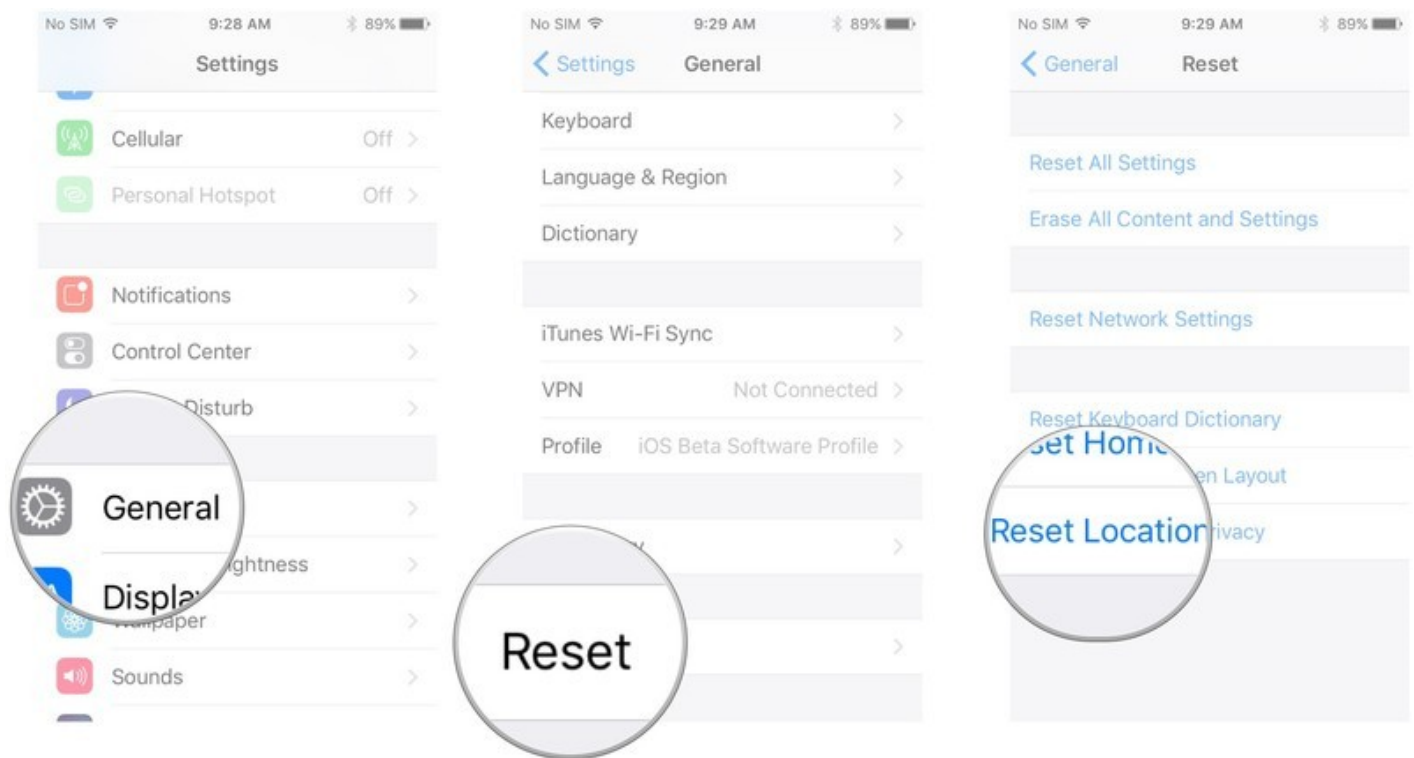 No SIM 9:28 AM 89%
Settings
Cellular Off
Personal Hotspot Off
Notifications
Control Center
Disturb
General
ghtness
Display
Wallpaper
Sounds
No SIM 9:29 AM 89%
Settings General
Keyboard
Language & Region
Dictionary
iTunes Wi-Fi Sync
VPN Not Connected
Profile iOS Beta Software Profile
Reset
No SIM 9:29 AM 89%
General Reset
Reset All Settings
Erase All Content and Settings
Reset Network Settings
Reset Keyboard Dictionary
set Home
en Layout
Reset Location
rivacy